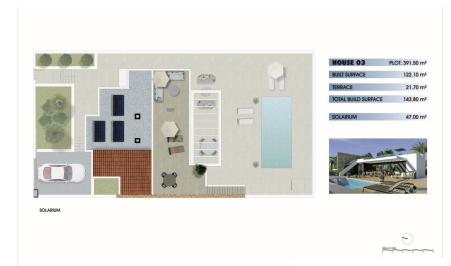 HOUSE 03 PLOT: 391.50 m²
BUILT SURFACE 122.10 m²
TERRACE 21.70 m²
TOTAL BUILD SURFACE 143.80 m²
SOLARIUM 47.00 m²
SOLARIUM